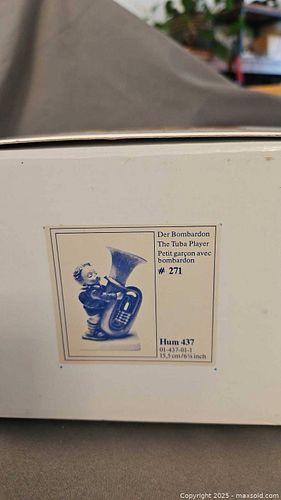 Der Bombardon
The Tuba Player
Petit garçon avec
bombardon
# 271
Hum 437
01-437-01-1
15,5 cm/6⅛ inch
Copyright 2025 - maxsold.com